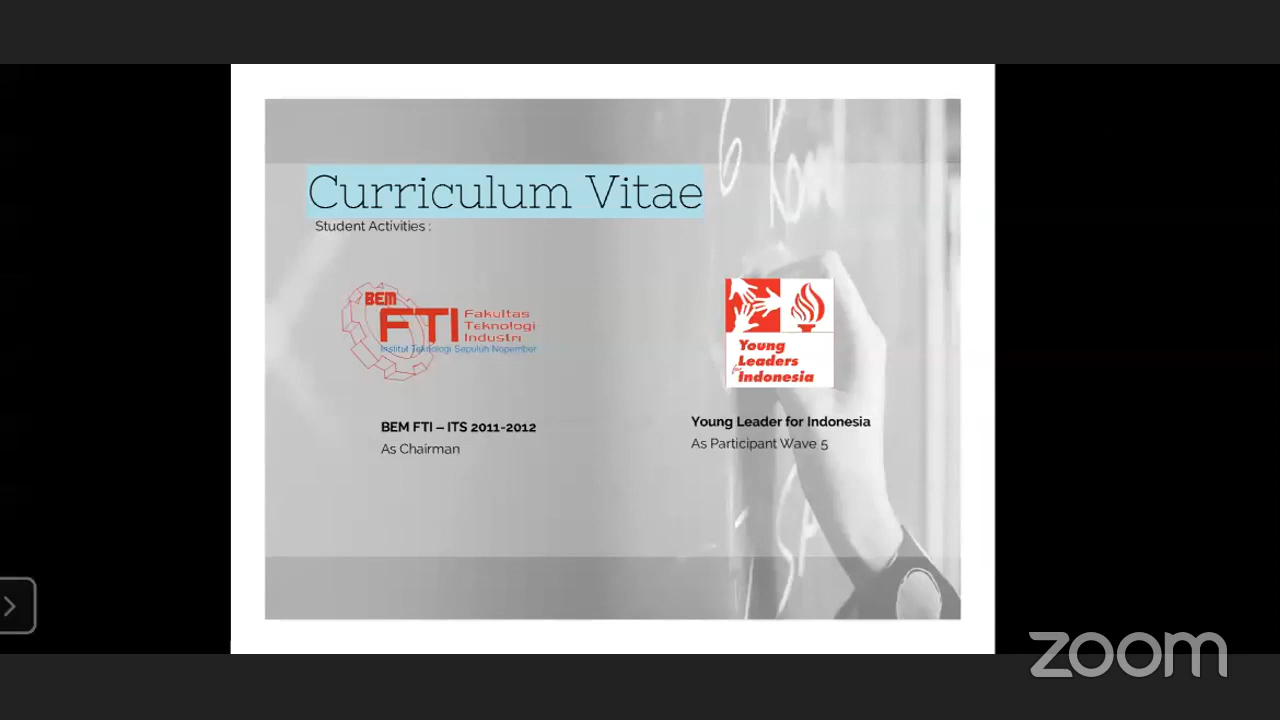 Curriculum Vitae
Student Activities :
BEM
FTI
Fakultas
Teknologi
Industri
Institut Teknologi Sepuluh Nopember
BEM FTI – ITS 2011-2012
As Chairman
Young
Leaders
for Indonesia
Young Leader for Indonesia
As Participant Wave 5
zoom